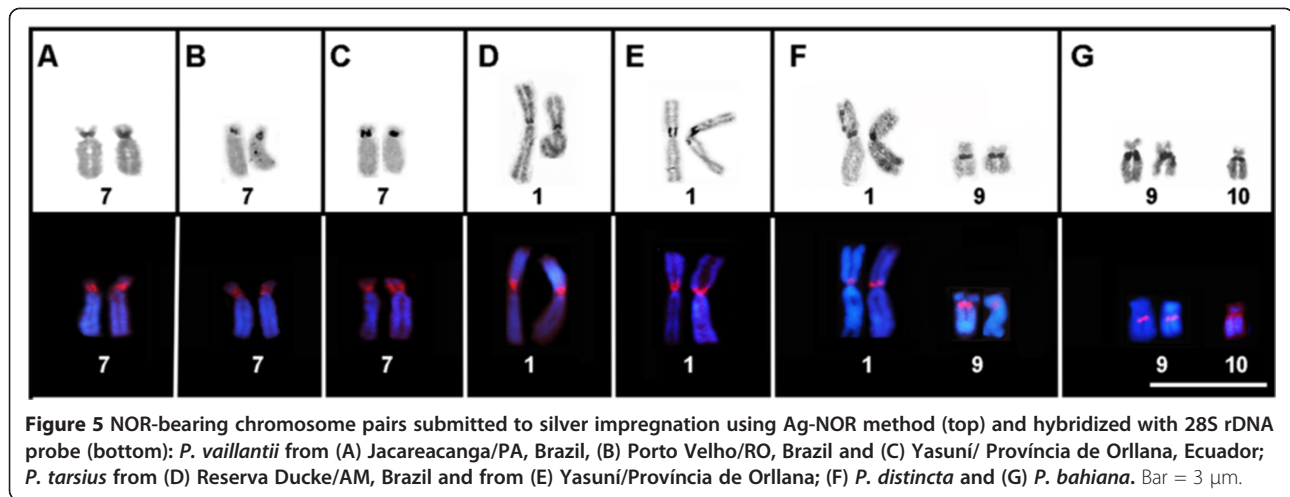 A B C D E F G
7 7 7 1 1 1 9 9 10
7 7 7 1 1 1 9 9 10
Figure 5 NOR-bearing chromosome pairs submitted to silver impregnation using Ag-NOR method (top) and hybridized with 28S rDNA
probe (bottom): P. vaillantii from (A) Jacareacanga/PA, Brazil, (B) Porto Velho/RO, Brazil and (C) Yasuní/ Província de Orllana, Ecuador;
P. tarsius from (D) Reserva Ducke/AM, Brazil and from (E) Yasuní/Província de Orllana; (F) P. distincta and (G) P. bahiana. Bar = 3 μm.